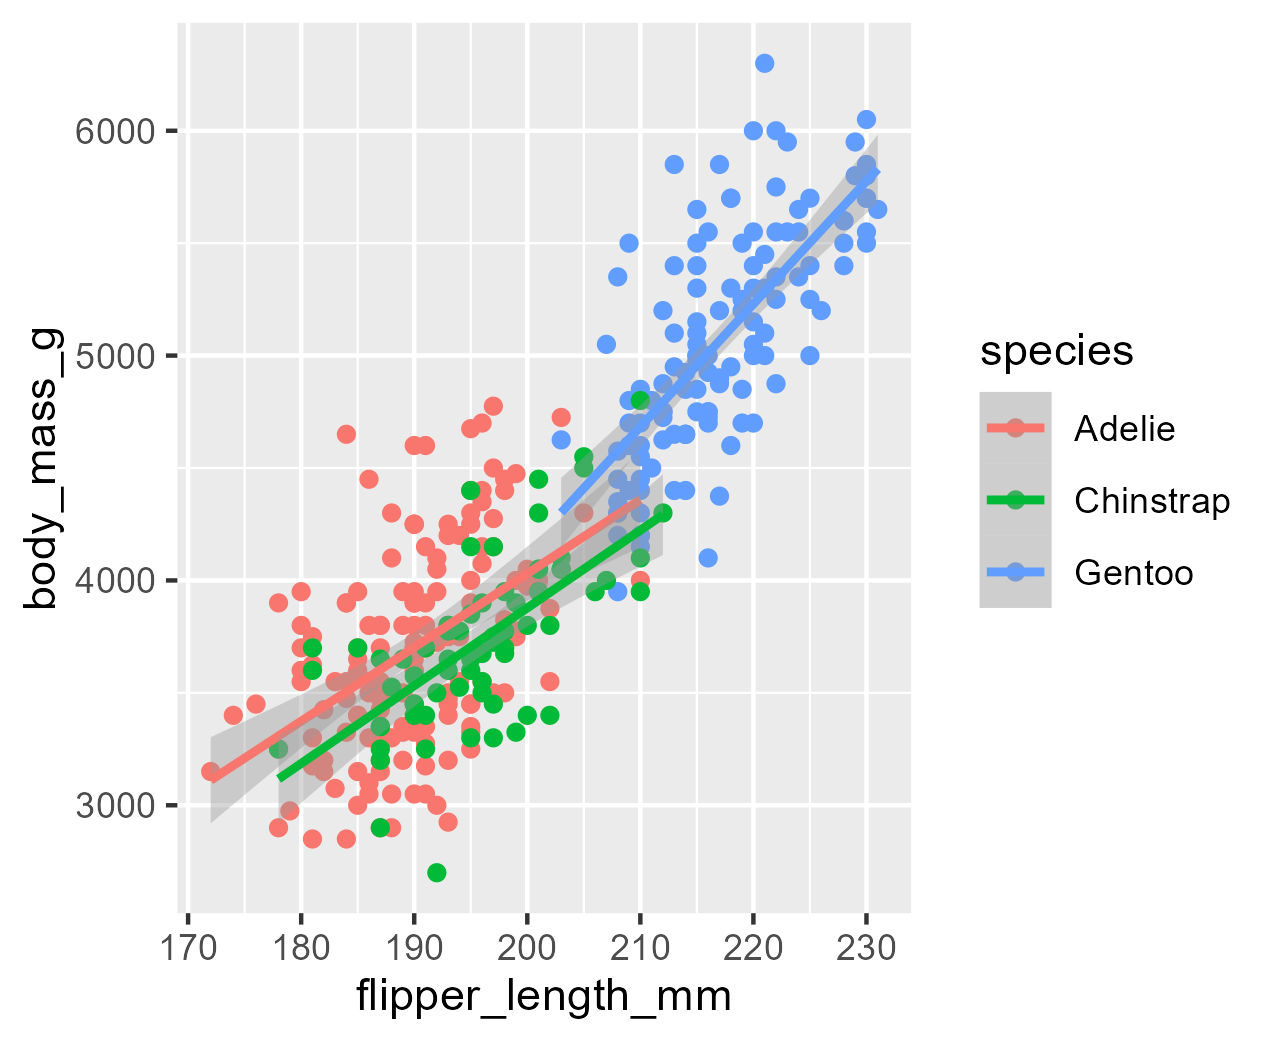 6000
5000
4000
3000
body_mass_g
170 180 190 200 210 220 230
flipper_length_mm
species
Adelie
Chinstrap
Gentoo